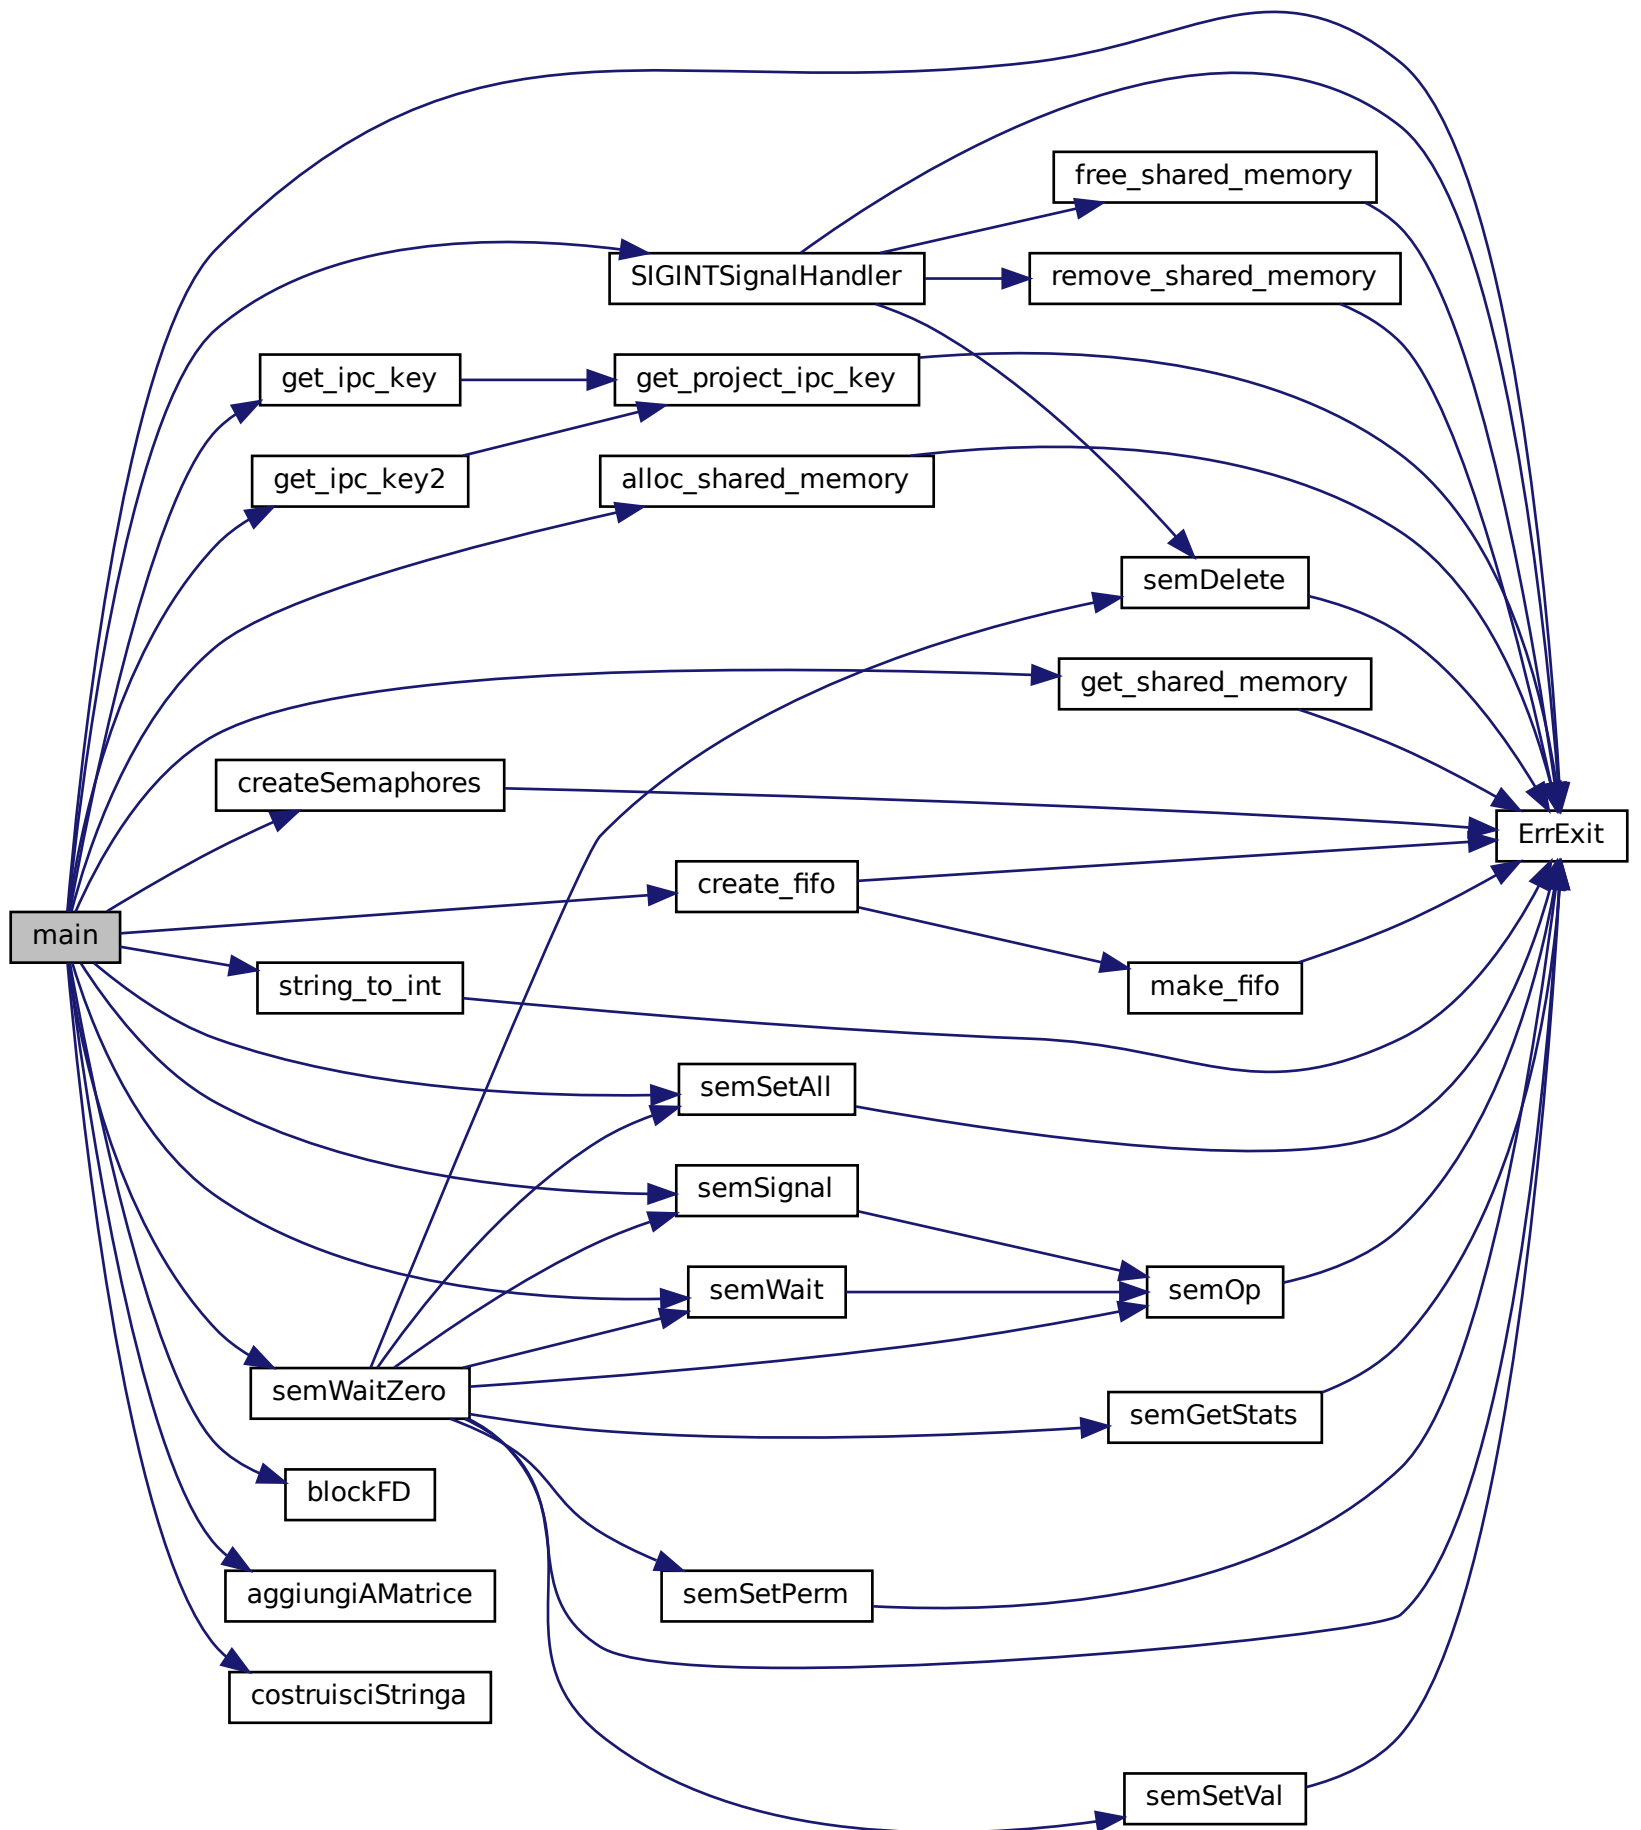 free_shared_memory
SIGINTSignalHandler
remove_shared_memory
get_ipc_key
get_project_ipc_key
get_ipc_key2
alloc_shared_memory
semDelete
get_shared_memory
createSemaphores
ErrExit
create_fifo
main
string_to_int
make_fifo
semSetAll
semSignal
semWait
semOp
semWaitZero
semGetStats
blockFD
aggiungiAMatrice
semSetPerm
costruisciStringa
semSetVal